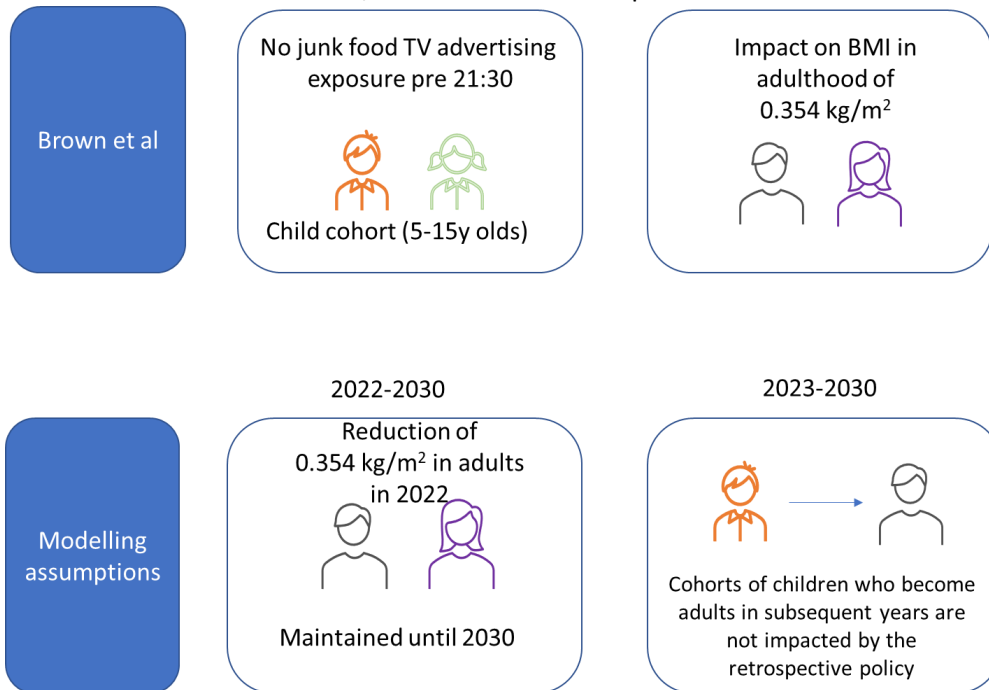 Brown et al
No junk food TV advertising
exposure pre 21:30
Child cohort (5-15y olds)
Impact on BMI in
adulthood of
0.354 kg/m²
2022-2030
2023-2030
Modelling
assumptions
Reduction of
0.354 kg/m² in adults
in 2022
Maintained until 2030
Cohorts of children who become
adults in subsequent years are
not impacted by the
retrospective policy